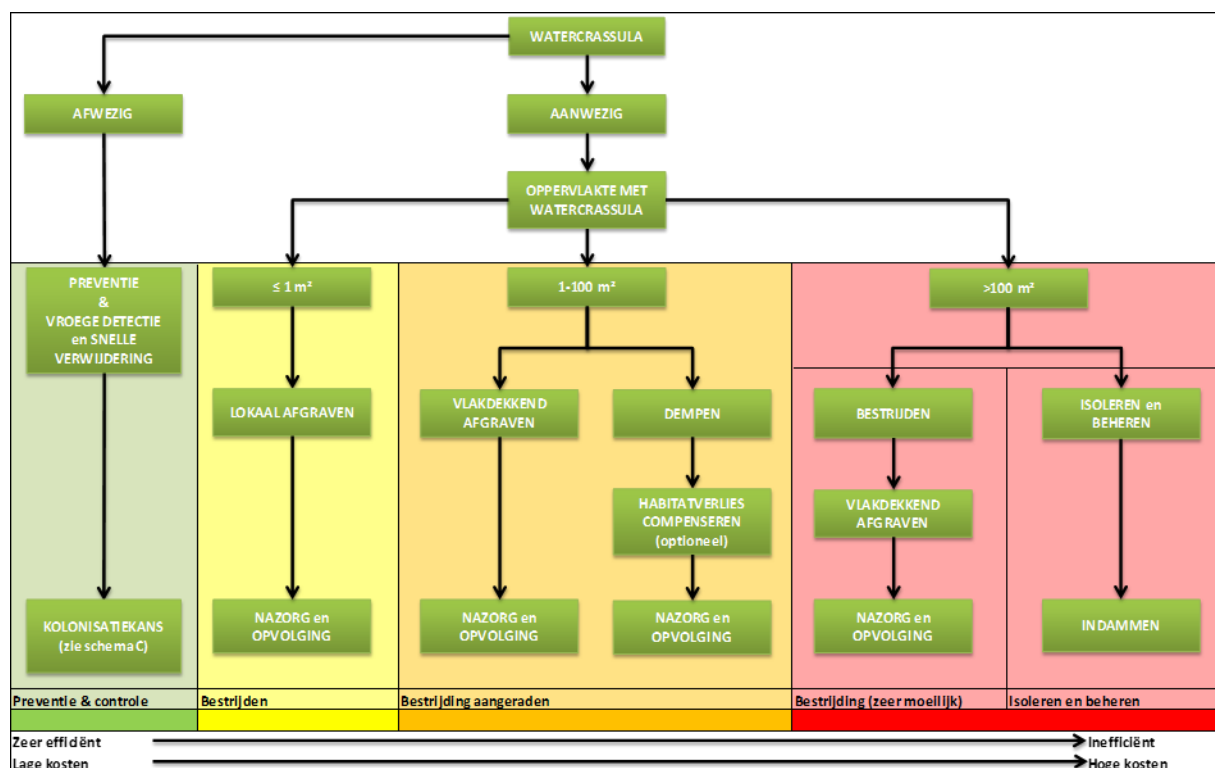 WATERCRASSULA
AFWEZIG
AANWEZIG
OPPERVLAKTE MET
WATERCRASSULA
PREVENTIE
&
VROEGE DETECTIE
en SNELLE
VERWIJDERING
≤ 1 m²
1-100 m²
>100 m²
LOKAAL AFGRAVEN
VLAKDEKKEND
AFGRAVEN
DEMPEN
BESTRIJDEN
ISOLEREN en
BEHEREN
HABITATVERLIES
COMPENSEREN
(optioneel)
VLAKDEKKEND
AFGRAVEN
KOLONISATIEKANS
(zie schema C)
NAZORG en
OPVOLGING
NAZORG en
OPVOLGING
NAZORG en
OPVOLGING
NAZORG en
OPVOLGING
INDAMMEN
Preventie & controle
Bestrijden
Bestrijding aangeraden
Bestrijding (zeer moeilijk)
Isoleren en beheren
Zeer efficiënt
Inefficiënt
Lage kosten
Hoge kosten